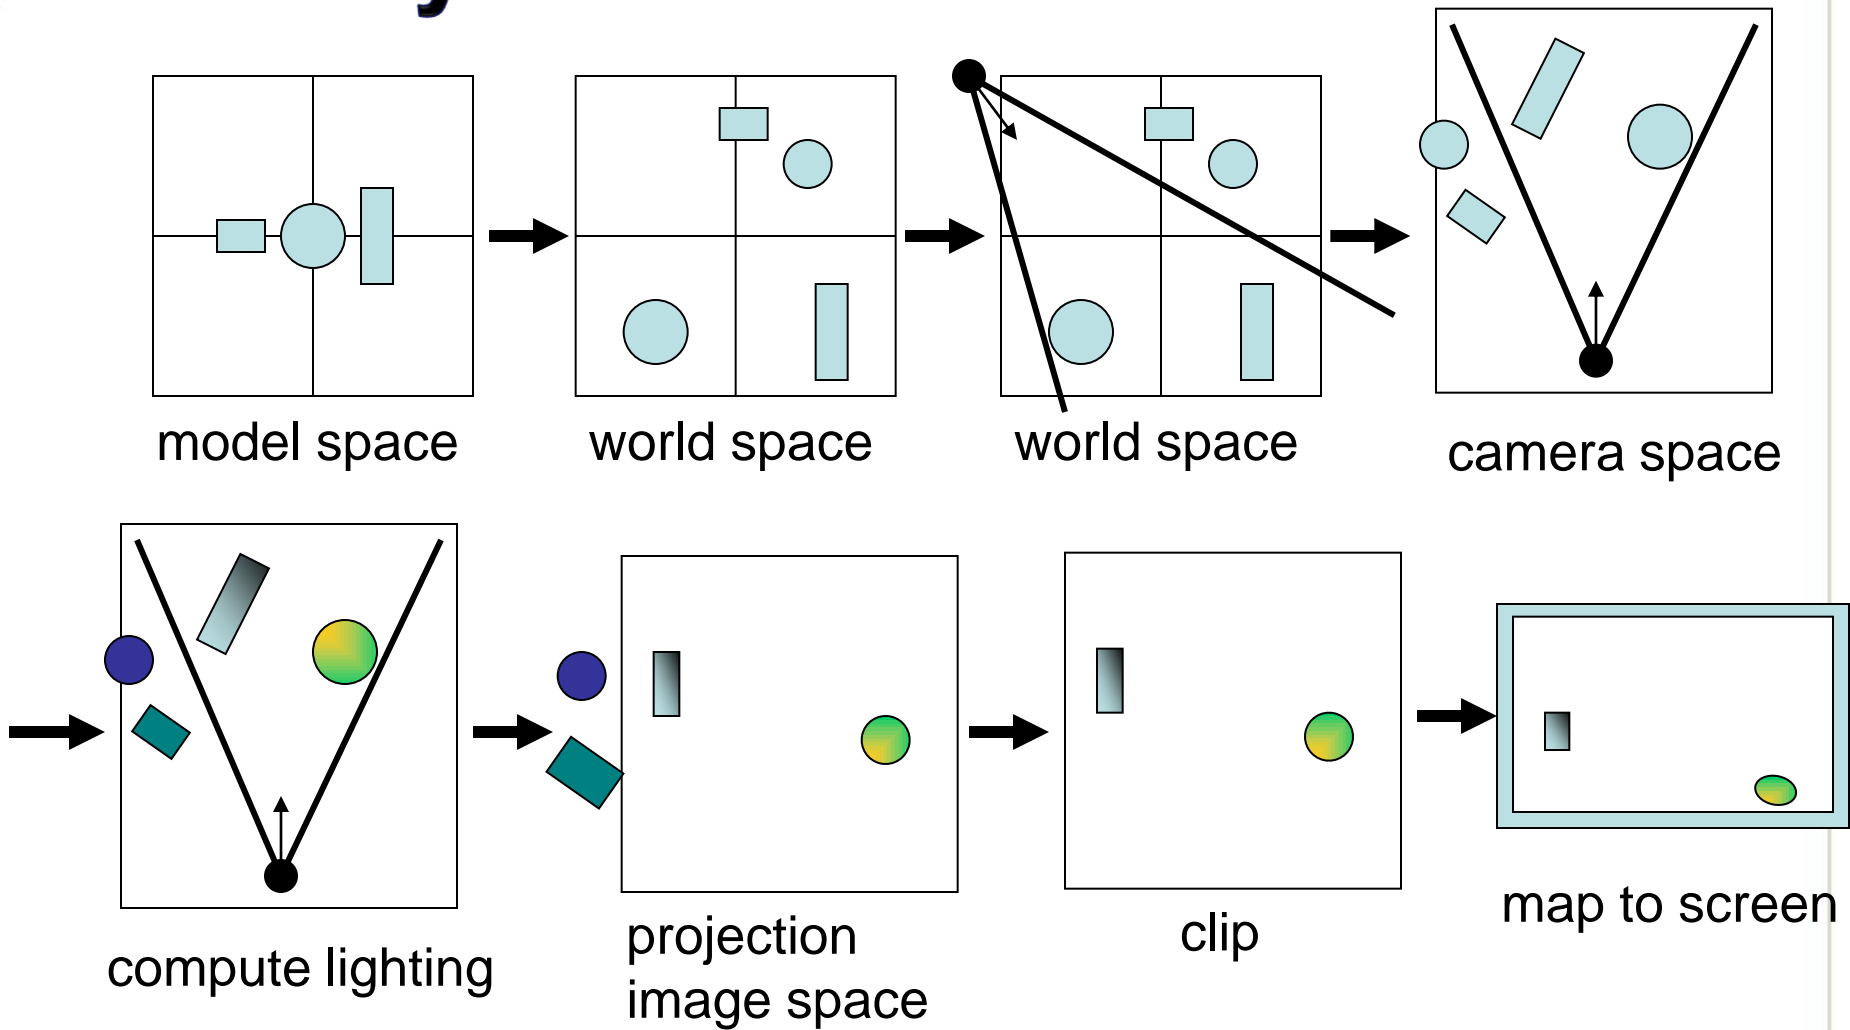 model space
world space
world space
camera space
compute lighting
projection
image space
clip
map to screen